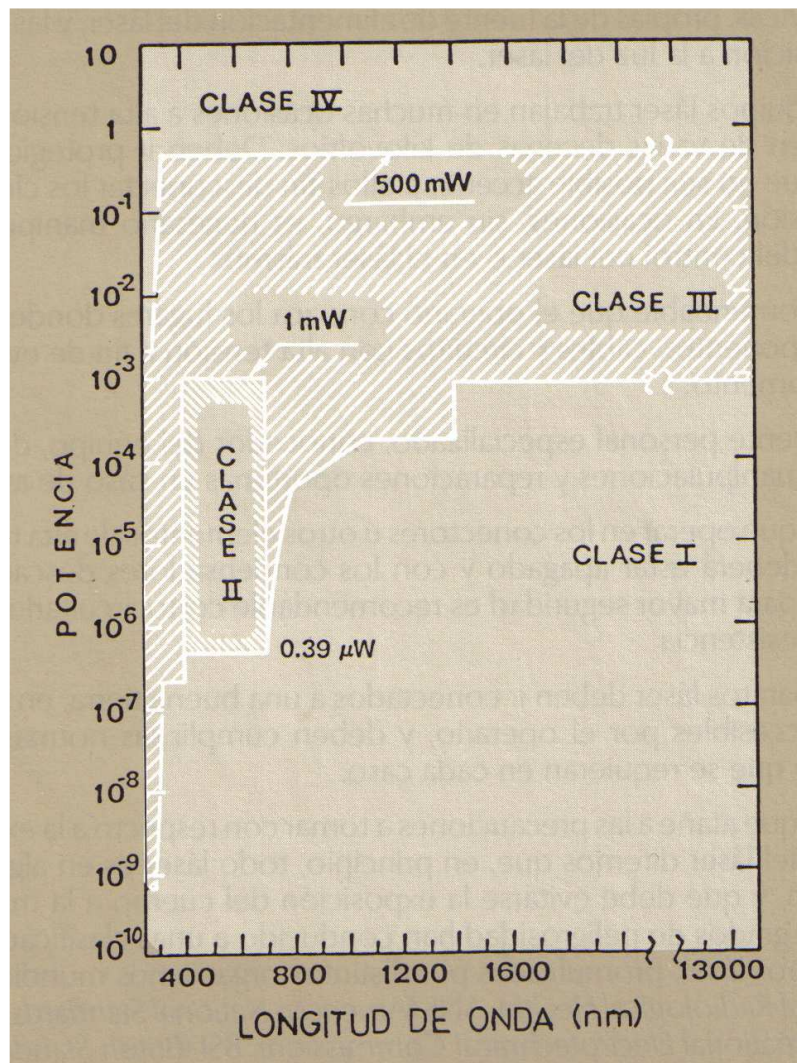 10
1
10⁻¹
10⁻²
10⁻³
10⁻⁴
10⁻⁵
10⁻⁶
10⁻⁷
10⁻⁸
10⁻⁹
10⁻¹⁰
POTENCIA
CLASE IV
500 mW
CLASE III
1 mW
CLASE II
CLASE I
0.39 μW
400 800 1200 1600 13000
LONGITUD DE ONDA (nm)